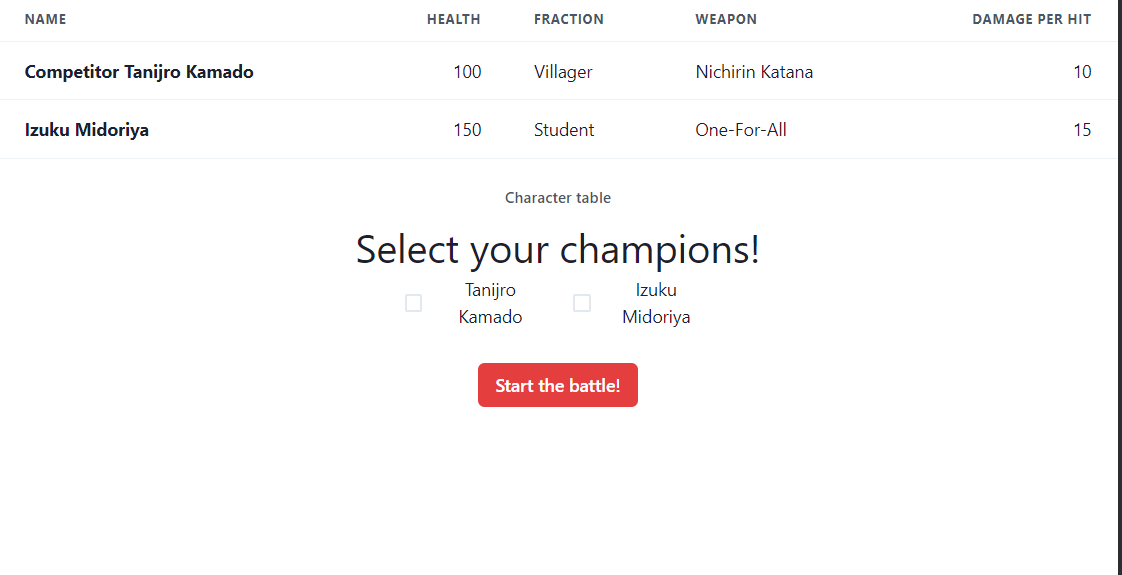 NAME HEALTH FRACTION WEAPON DAMAGE PER HIT
Competitor Tanijro Kamado 100 Villager Nichirin Katana 10
Izuku Midoriya 150 Student One-For-All 15
Character table
Select your champions!
Tanijro
Kamado
Izuku
Midoriya
Start the battle!